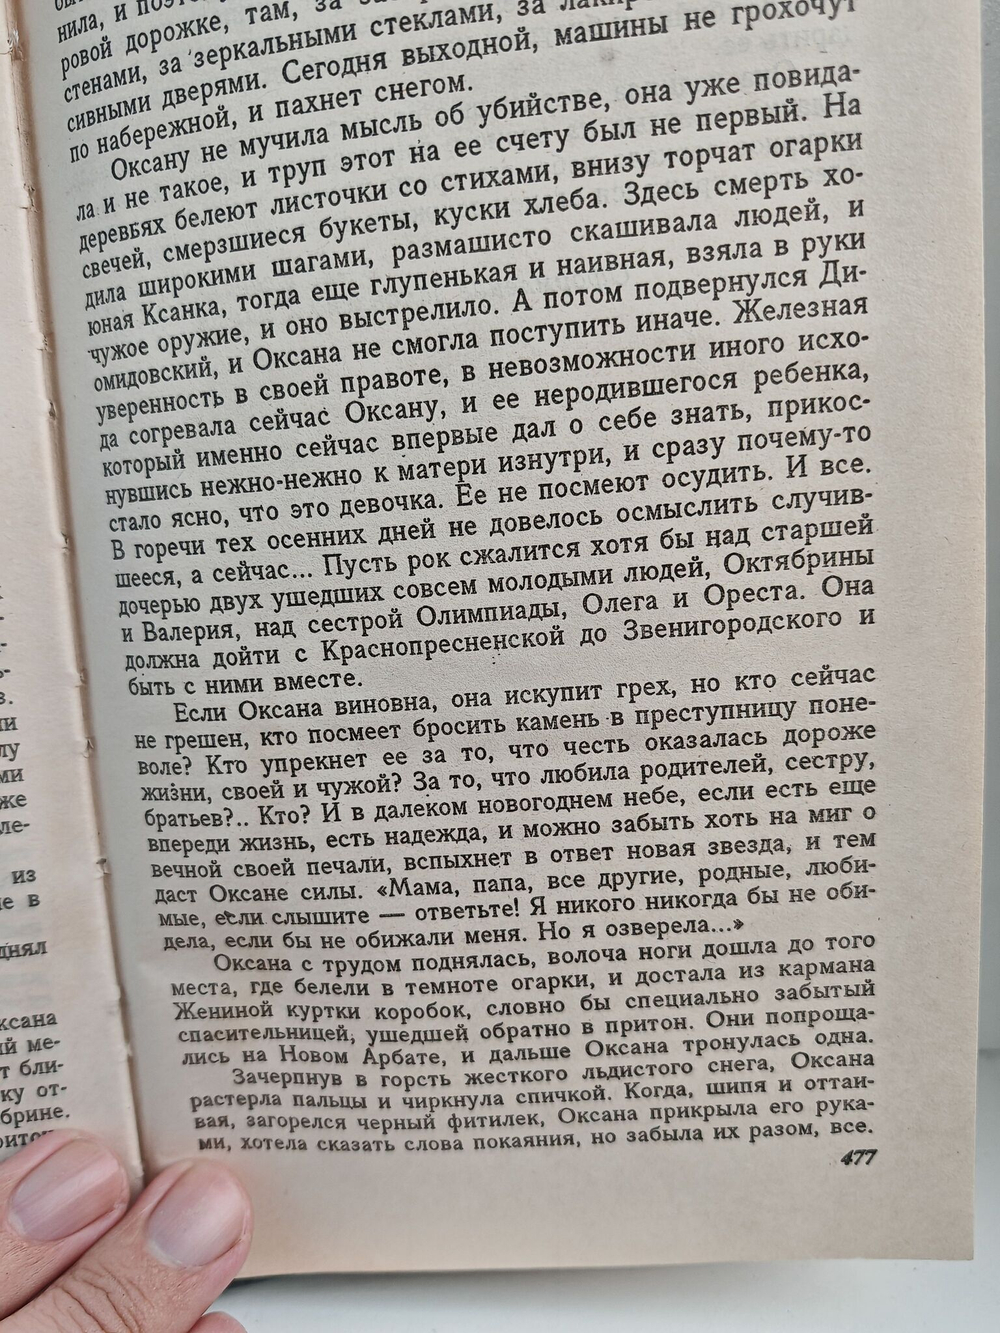 нила, и
ровой дорожке, там, за
стенами, за зеркальными стеклами, за
сивными дверями. Сегодня выходной, машины не грохочут
по набережной, и пахнет снегом.
Оксану не мучила мысль об убийстве, она уже повида-
ла и не такое, и труп этот на ее счету был не первый. На
деревьях белеют листочки со стихами, внизу торчат огарки
свечей, смерзшиеся букеты, куски хлеба. Здесь смерть хо-
дила широкими шагами, размашисто скашивала людей, и
юная Ксанка, тогда еще глупенькая и наивная, взяла в руки
чужое оружие, и оно выстрелило. А потом подвернулся Ди-
омидовский, и Оксана не смогла поступить иначе. Железная
уверенность в своей правоте, в невозможности иного исхо-
да согревала сейчас Оксану, и ее неродившегося ребенка,
который именно сейчас впервые дал о себе знать, прикос-
нувшись нежно-нежно к матери изнутри, и сразу почему-то
стало ясно, что это девочка. Ее не посмеют осудить. И все.
В горечи тех осенних дней не довелось осмыслить случив-
шееся, а сейчас... Пусть рок сжалится хотя бы над старшей
дочерью двух ушедших совсем молодыми людей, Октябрины
и Валерия, над сестрой Олимпиады, Олега и Ореста. Она
должна дойти с Краснопресненской до Звенигородского и
быть с ними вместе.
Если Оксана виновна, она искупит грех, но кто сейчас
не грешен, кто посмеет бросить камень в преступницу поне-
воле? Кто упрекнет ее за то, что честь оказалась дороже
жизни, своей и чужой? За то, что любила родителей, сестру,
братьев?.. Кто? И в далеком новогоднем небе, если есть еще
впереди жизнь, есть надежда, и можно забыть хоть на миг о
вечной своей печали, вспыхнет в ответ новая звезда, и тем
даст Оксане силы. «Мама, папа, все другие, родные, люби-
мые, если слышите — ответьте! Я никого никогда бы не оби-
дела, если бы не обижали меня. Но я озверела...»
Оксана с трудом поднялась, волоча ноги дошла до того
места, где белели в темноте огарки, и достала из кармана
Жениной куртки коробок, словно бы специально забытый
спасительницей, ушедшей обратно в притон. Они попроща-
лись на Новом Арбате, и дальше Оксана тронулась одна.
Зачерпнув в горсть жесткого льдистого снега, Оксана
растерла пальцы и чиркнула спичкой. Когда, шипя и оттаи-
вая, загорелся черный фитилек, Оксана прикрыла его рука-
ми, хотела сказать слова покаяния, но забыла их разом, все.
477